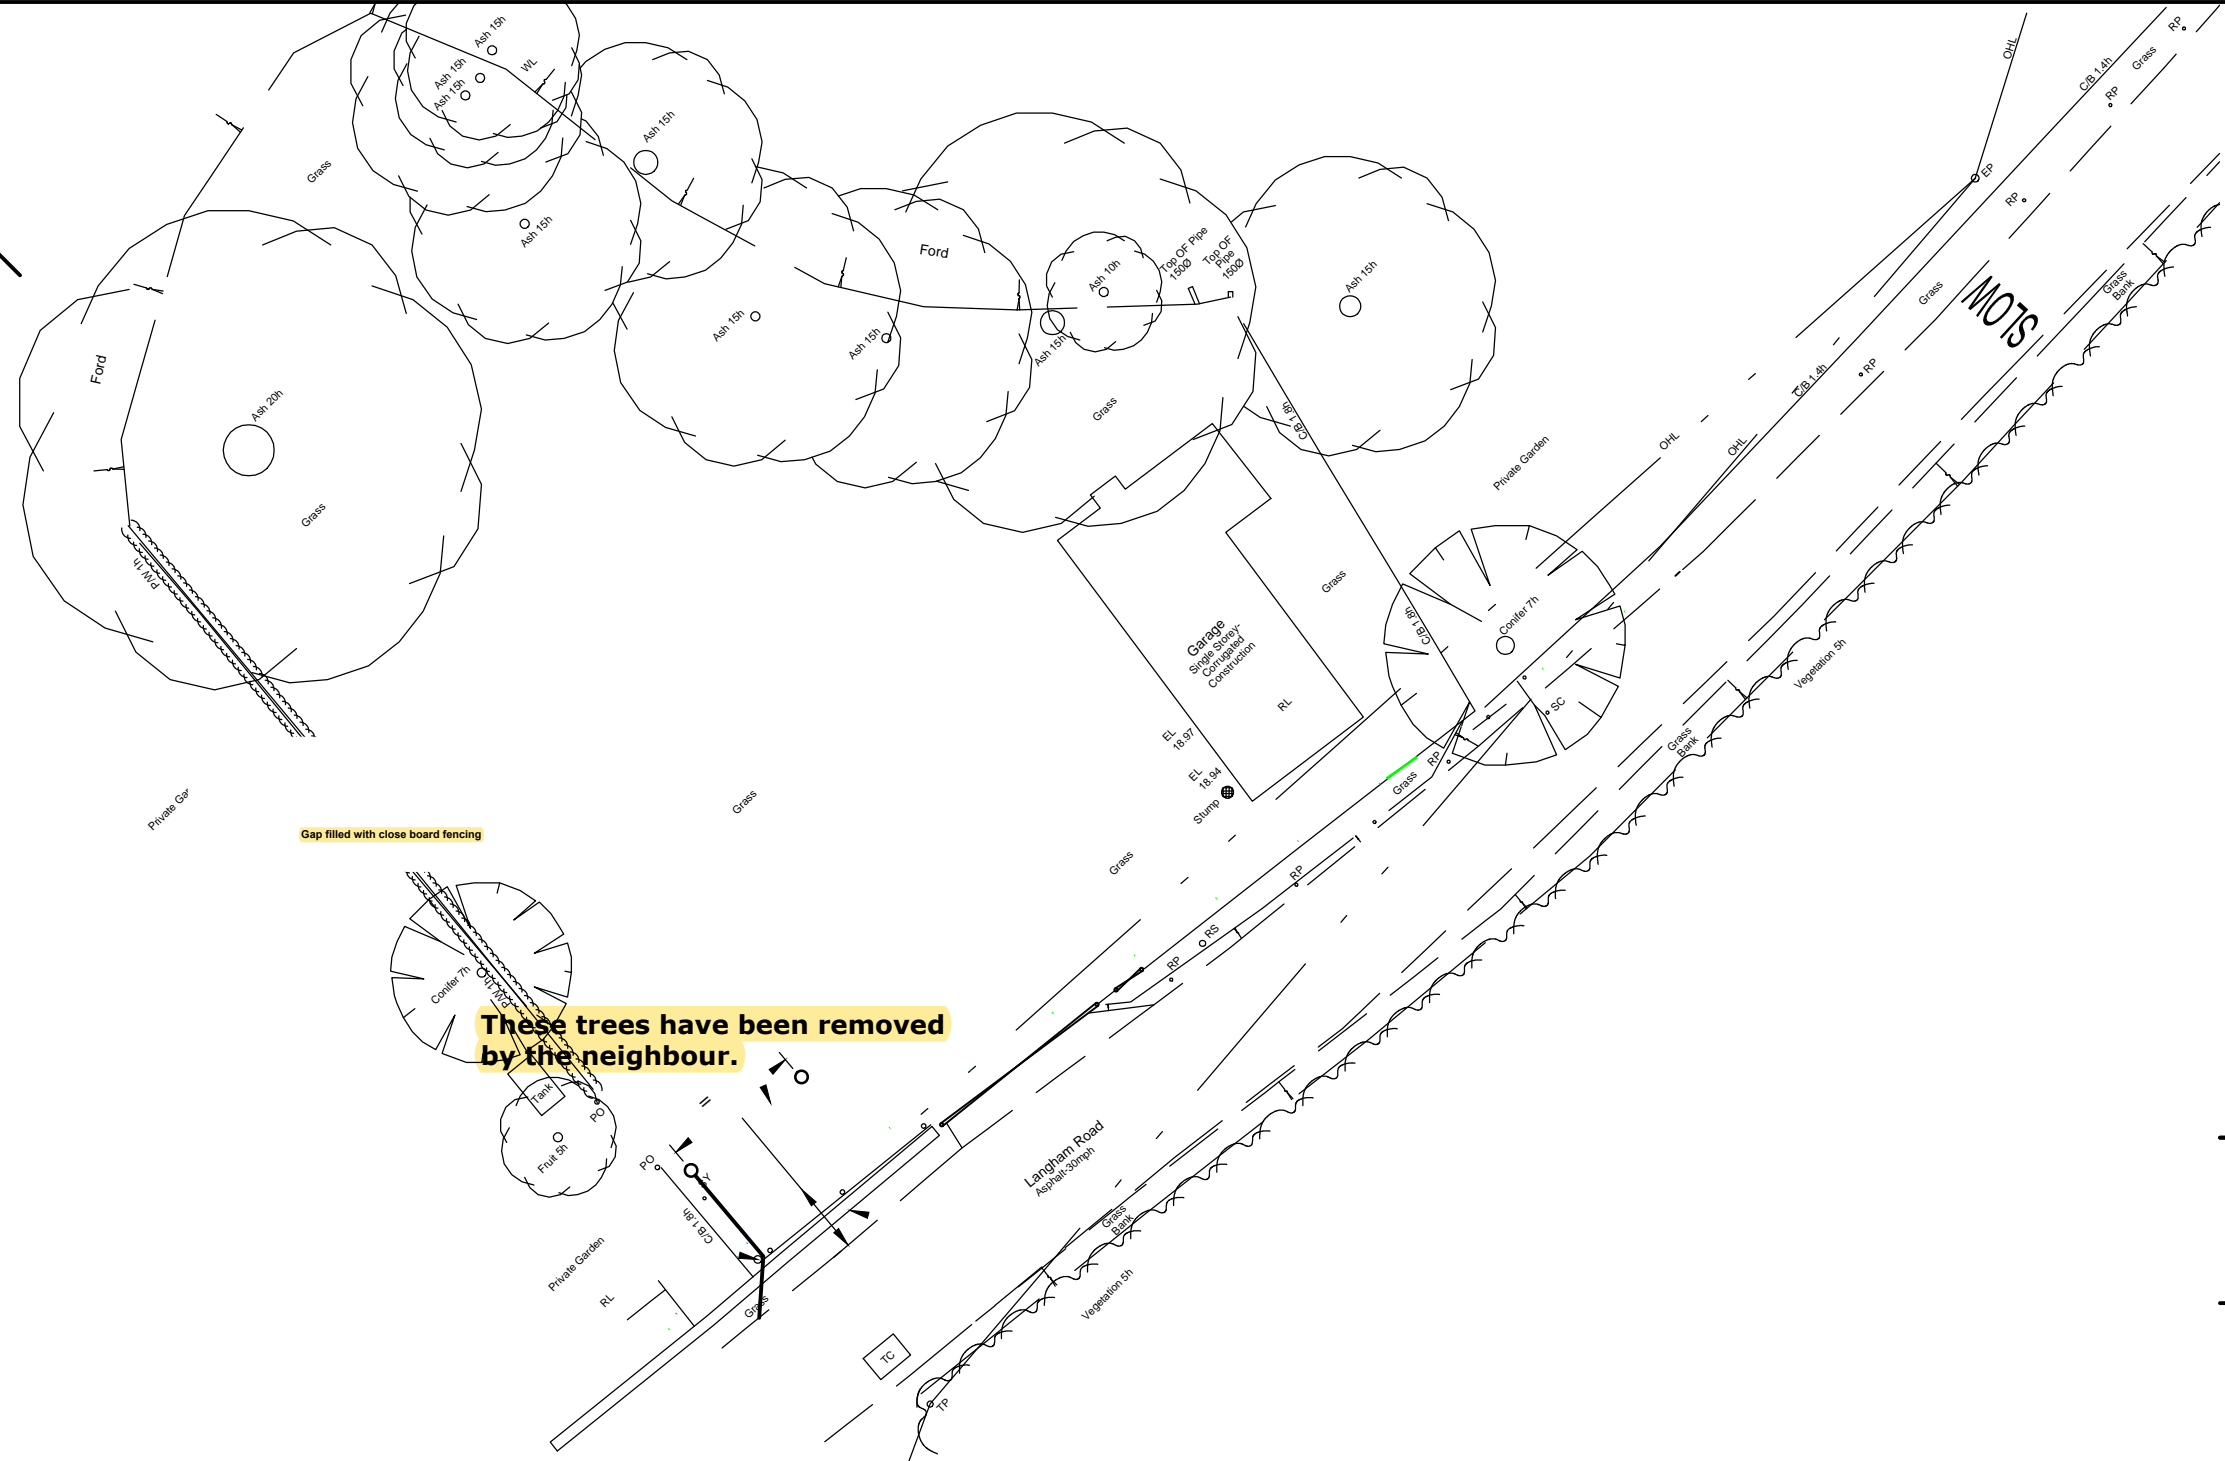 Ash 15h
WL
Ash 15h
Ash 15h
Ash 15h
Grass
Ash 15h
Ford
Ash 10h
Top OF Pipe
150Ø
Top OF
Pipe
150Ø
Ash 15h
Ash 15h
Ash 15h
Ash 15h
Ford
Ash 20h
Grass
Grass
C/B 1.8h
Private Garden
OHL
OHL
OHL
EP
C/B 1.4h
RP
Grass
RP
RP
Grass
SLOW
Grass
Bank
C/B 1.4h
RP
P/W 1h
Grass
C/B 1.8h
Conifer 7h
Garage
Single Storey-
Corrugated
Construction
RL
EL
18.97
EL
18.94
Stump
SC
RP
Grass
Vegetation 5h
Grass
Bank
Private Gar
Grass
Gap filled with close board fencing
Grass
RP
RS
RP
Conifer 7h
P/W 1h
These trees have been removed
by the neighbour.
Tank
PO
Fruit 5h
PO
Y
C/B 1.8h
Private Garden
RL
Grass
Langham Road
Asphalt-30mph
Grass
Bank
Vegetation 5h
TC
TP